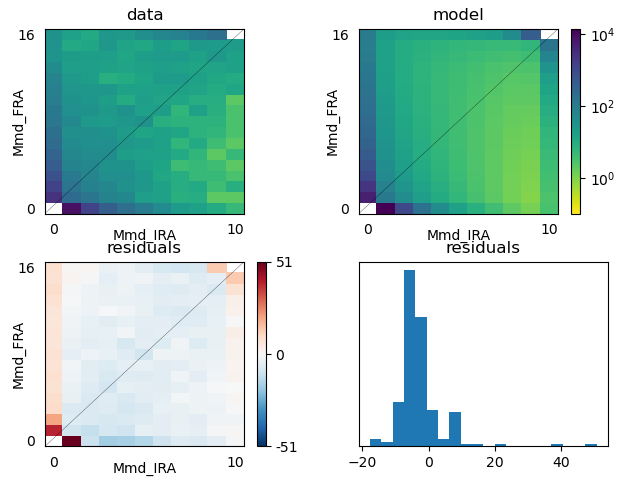 data
model
16
Mmd_FRA
0
0
Mmd_IRA
10
16
Mmd_FRA
0
0
Mmd_IRA
10
10^4
10^2
10^0
residuals
residuals
16
Mmd_FRA
0
0
Mmd_IRA
10
51
0
-51
−20
0
20
40